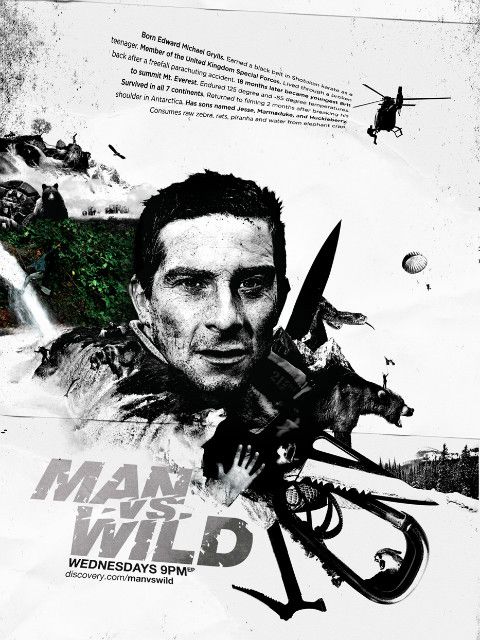 Born Edward Michael Grylls. Earned a black belt in Shotokan karate as a
teenager. Member of the United Kingdom Special Forces. Lived through a broken
back after a freefall parachuting accident. 18 months later became youngest Brit
to summit Mt. Everest. Endured 125 degree and -55 degree temperatures.
Survived in all 7 continents. Returned to filming 2 months after breaking his
shoulder in Antarctica. Has sons named Jesse, Marmaduke, and Huckleberry.
Consumes raw zebra, rats, piranha and water from elephant crap.
MAN
VS.
WILD
WEDNESDAYS 9PM EP
discovery.com/manvswild